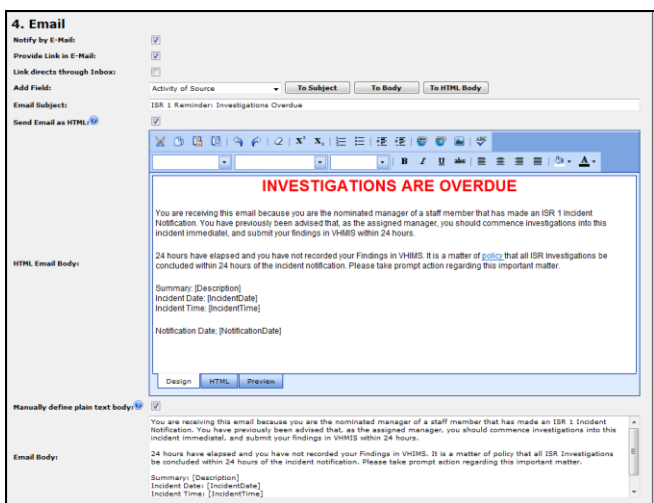 4. Email
Notify by E-Mail:
Provide Link in E-Mail:
Link directs through Inbox:
Add Field: Activity of Source To Subject To Body To HTML Body
Email Subject: ISR 1 Reminder: Investigations Overdue
Send Email as HTML:
B I U abc A
INVESTIGATIONS ARE OVERDUE
You are receiving this email because you are the nominated manager of a staff member that has made an ISR 1 Incident
Notification. You have previously been advised that, as the assigned manager, you should commence investigations into this
incident immediatel, and submit your findings in VHMIS within 24 hours.
24 hours have elapsed and you have not recorded your Findings in VHIMS. It is a matter of policy that all ISR Investigations be
concluded within 24 hours of the incident notification. Please take prompt action regarding this important matter.
HTML Email Body:
Summary: [Description]
Incident Date: [IncidentDate]
Incident Time: [IncidentTime]
Notification Date; [NotificationDate]
Design HTML Preview
Manually define plain text body:
You are receiving this email because you are the nominated manager of a staff member that has made an ISR 1 Incident
Notification. You have previously been advised that, as the assigned manager, you should commence investigations into this
incident immediatel, and submit your findings in VHMIS within 24 hours.
Email Body:
24 hours have elapsed and you have not recorded your Findings in VHIMS. It is a matter of policy that all ISR Investigations
be concluded within 24 hours of the incident notification. Please take prompt action regarding this important matter.
Summary: [Description]
Incident Date: [IncidentDate]
Incident Time: [IncidentTime]